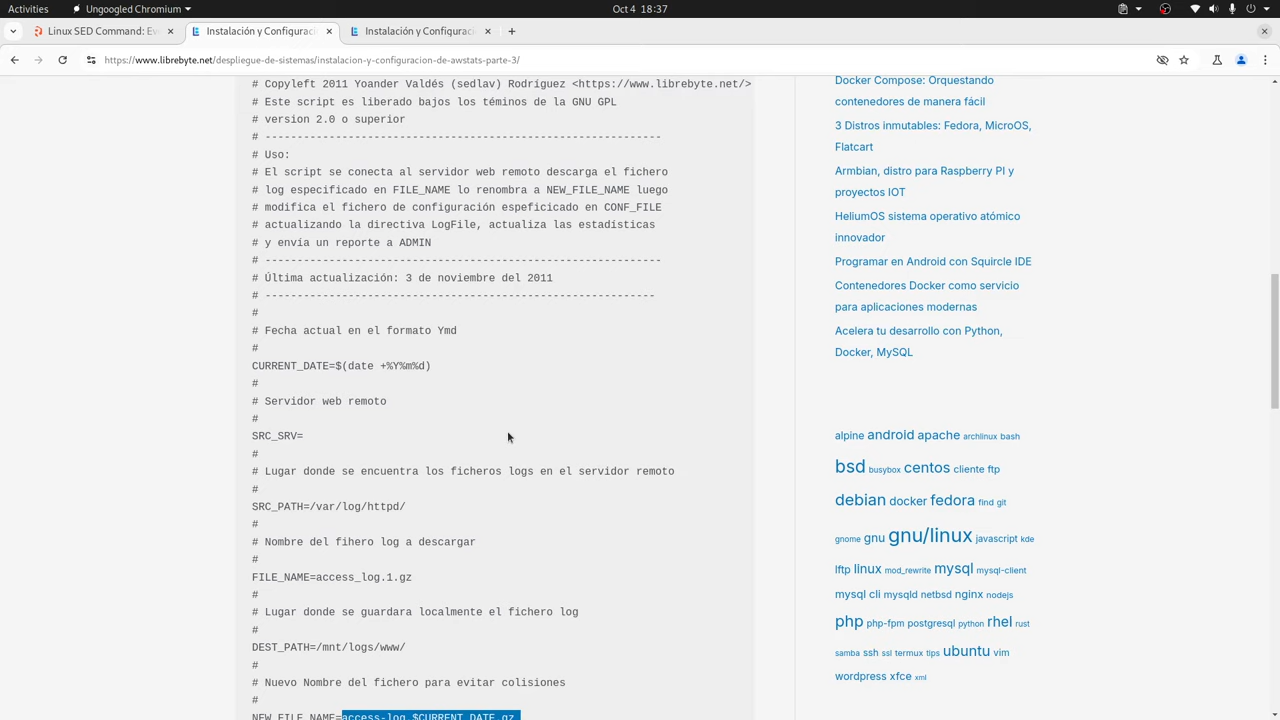 Activities
Ungoogled Chromium
Oct 4 18:37
Linux SED Command: Ev
Instalación y Configurac
Instalación y Configurac
https://www.librebyte.net/despliegue-de-sistemas/instalacion-y-configuracion-de-awstats-parte-3/
# Copyleft 2011 Yoander Valdés (sedlav) Rodríguez <https://www.librebyte.net/>
# Este script es liberado bajos los téminos de la GNU GPL
# version 2.0 o superior
# --------------------------------------------------------------
# Uso:
# El script se conecta al servidor web remoto descarga el fichero
# log especificado en FILE_NAME lo renombra a NEW_FILE_NAME luego
# modifica el fichero de configuración espeficicado en CONF_FILE
# actualizando la directiva LogFile, actualiza las estadísticas
# y envía un reporte a ADMIN
# --------------------------------------------------------------
# Última actualización: 3 de noviembre del 2011
# -------------------------------------------------------------
#
# Fecha actual en el formato Ymd
#
CURRENT_DATE=$(date +%Y%m%d)
#
# Servidor web remoto
#
SRC_SRV=
#
# Lugar donde se encuentra los ficheros logs en el servidor remoto
#
SRC_PATH=/var/log/httpd/
#
# Nombre del fihero log a descargar
#
FILE_NAME=access_log.1.gz
#
# Lugar donde se guardara localmente el fichero log
#
DEST_PATH=/mnt/logs/www/
#
# Nuevo Nombre del fichero para evitar colisiones
#
NEW_FILE_NAME=access-log.$CURRENT_DATE.gz
Docker Compose: Orquestando
contenedores de manera fácil
3 Distros inmutables: Fedora, MicroOS,
Flatcart
Armbian, distro para Raspberry PI y
proyectos IOT
HeliumOS sistema operativo atómico
innovador
Programar en Android con Squircle IDE
Contenedores Docker como servicio
para aplicaciones modernas
Acelera tu desarrollo con Python,
Docker, MySQL
alpine android apache archlinux bash
bsd busybox centos cliente ftp
debian docker fedora find git
gnome gnu gnu/linux javascript kde
lftp linux mod_rewrite mysql mysql-client
mysql cli mysqld netbsd nginx nodejs
php php-fpm postgresql python rhel rust
samba ssh ssl termux tips ubuntu vim
wordpress xfce xml